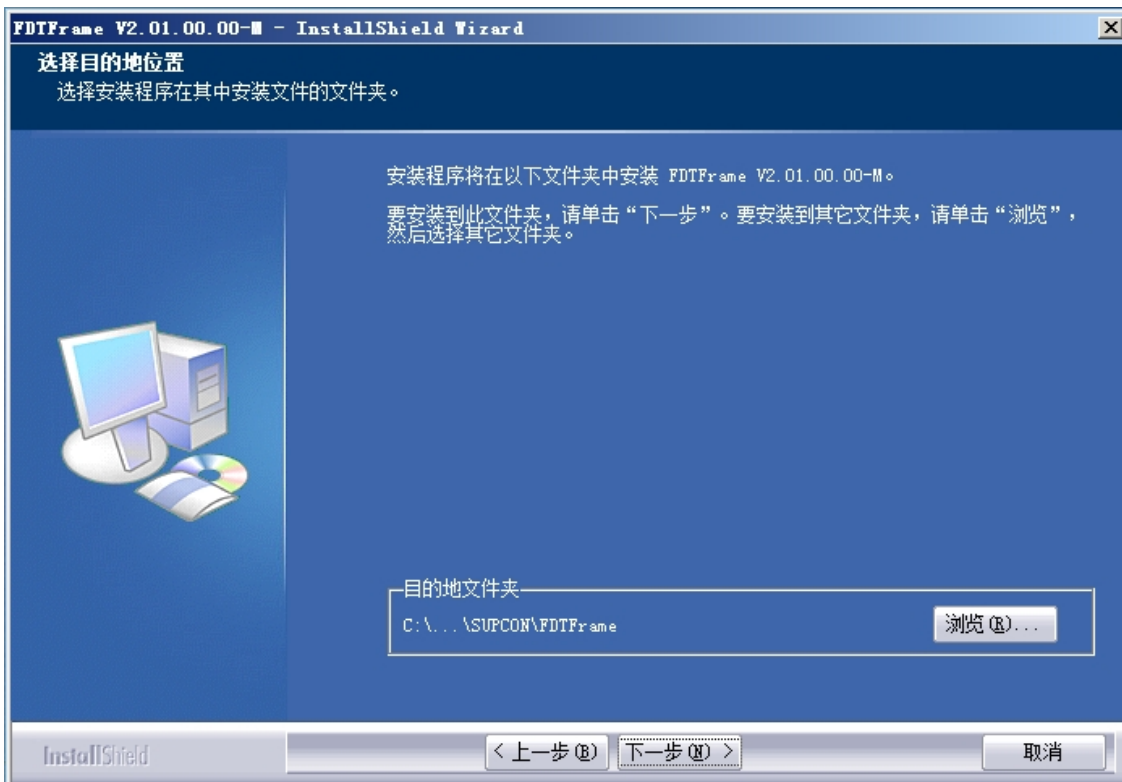 FDTFrame V2.01.00.00-M - InstallShield Wizard
选择目的地位置
选择安装程序在其中安装文件的文件夹。
安装程序将在以下文件夹中安装 FDTFrame V2.01.00.00-M。
要安装到此文件夹，请单击“下一步”。要安装到其它文件夹，请单击“浏览”，
然后选择其它文件夹。
目的地文件夹
C:\...\SUPCON\FDTFrame
浏览(R)...
InstallShield
< 上一步(B)
下一步(N) >
取消